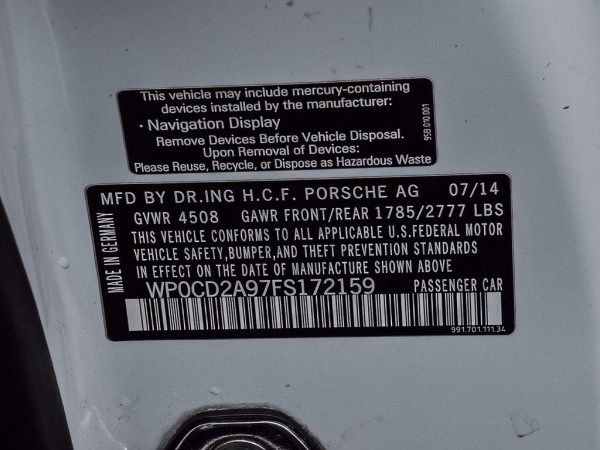 This vehicle may include mercury-containing
devices installed by the manufacturer:
• Navigation Display
Remove Devices Before Vehicle Disposal.
Upon Removal of Devices:
Please Reuse, Recycle, or Dispose as Hazardous Waste
95B 010 001
MFD BY DR.ING H.C.F. PORSCHE AG 07/14
GVWR 4508 GAWR FRONT/REAR 1785/2777 LBS
THIS VEHICLE CONFORMS TO ALL APPLICABLE U.S.FEDERAL MOTOR
VEHICLE SAFETY,BUMPER,AND THEFT PREVENTION STANDARDS
IN EFFECT ON THE DATE OF MANUFACTURE SHOWN ABOVE
WP0CD2A97FS172159 PASSENGER CAR
991.701.111.34
MADE IN GERMANY